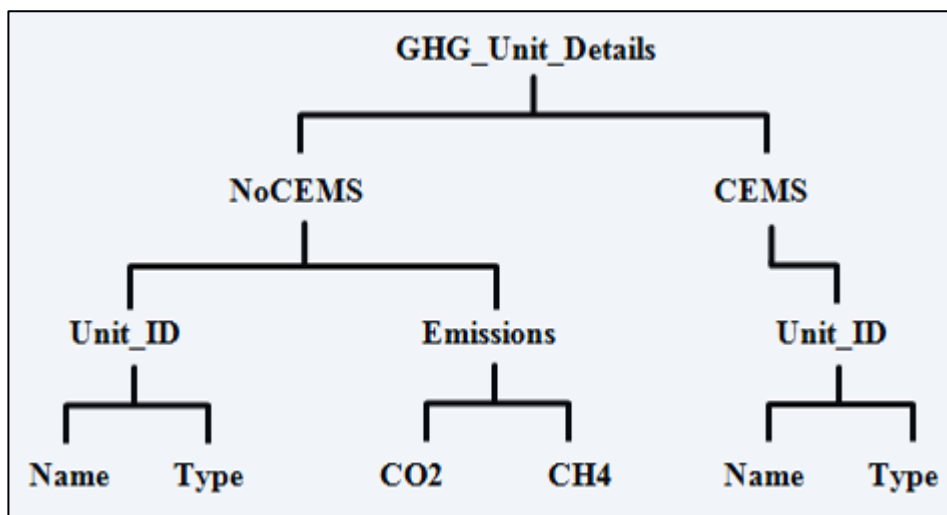 GHG_Unit_Details
NoCEMS CEMS
Unit_ID Emissions Unit_ID
Name Type CO2 CH4 Name Type